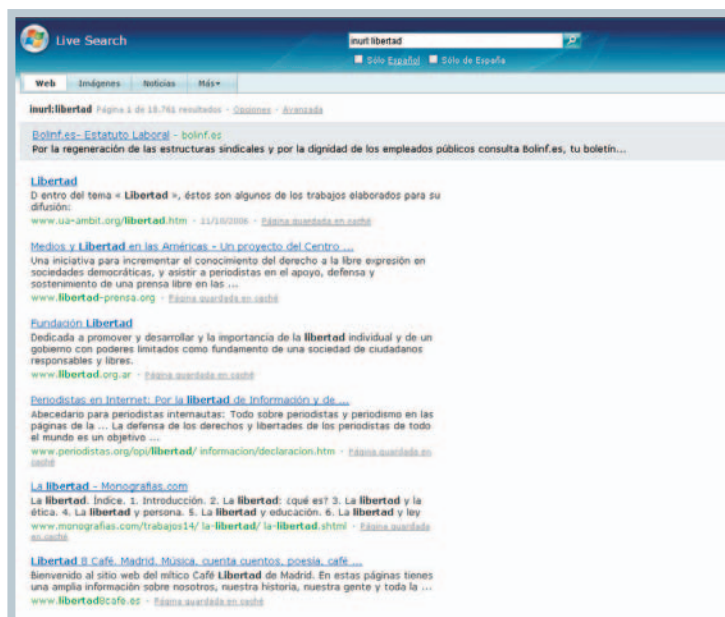 Live Search
inurl:libertad
Sólo Español Sólo de España
Web Imágenes Noticias Más
inurl:libertad Página 1 de 18.761 resultados · Opciones · Avanzada
Bolinf.es- Estatuto Laboral - bolinf.es
Por la regeneración de las estructuras sindicales y por la dignidad de los empleados públicos consulta Bolinf.es, tu boletín...
Libertad
D entro del tema « Libertad », éstos son algunos de los trabajos elaborados para su
difusión:
www.ua-ambit.org/libertad.htm · 11/10/2006 · Página guardada en caché
Medios y Libertad en las Américas - Un proyecto del Centro ...
Una iniciativa para incrementar el conocimiento del derecho a la libre expresión en
sociedades democráticas, y asistir a periodistas en el apoyo, defensa y
sostenimiento de una prensa libre en las ...
www.libertad-prensa.org · Página guardada en caché
Fundación Libertad
Dedicada a promover y desarrollar y la importancia de la libertad individual y de un
gobierno con poderes limitados como fundamento de una sociedad de ciudadanos
responsables y libres.
www.libertad.org.ar · Página guardada en caché
Periodistas en Internet: Por la libertad de Información y de ...
Abecedario para periodistas internautas: Todo sobre periodistas y periodismo en las
páginas de la ... La defensa de los derechos y libertades de los periodistas de todo
el mundo es un objetivo ...
www.periodistas.org/opi/libertad/ informacion/declaracion.htm · Página guardada en
caché
La libertad - Monografias.com
La libertad. Índice. 1. Introducción. 2. La libertad: ¿qué es? 3. La libertad y la
ética. 4. La libertad y persona. 5. La libertad y educación. 6. La libertad y ley
www.monografias.com/trabajos14/ la-libertad/ la-libertad.shtml · Página guardada
en caché
Libertad 8 Café. Madrid. Música, cuenta cuentos, poesía, café ...
Bienvenido al sitio web del mítico Café Libertad de Madrid. En estas páginas tienes
una amplia información sobre nosotros, nuestra historia, nuestra gente y toda la ...
www.libertad8cafe.es · Página guardada en caché